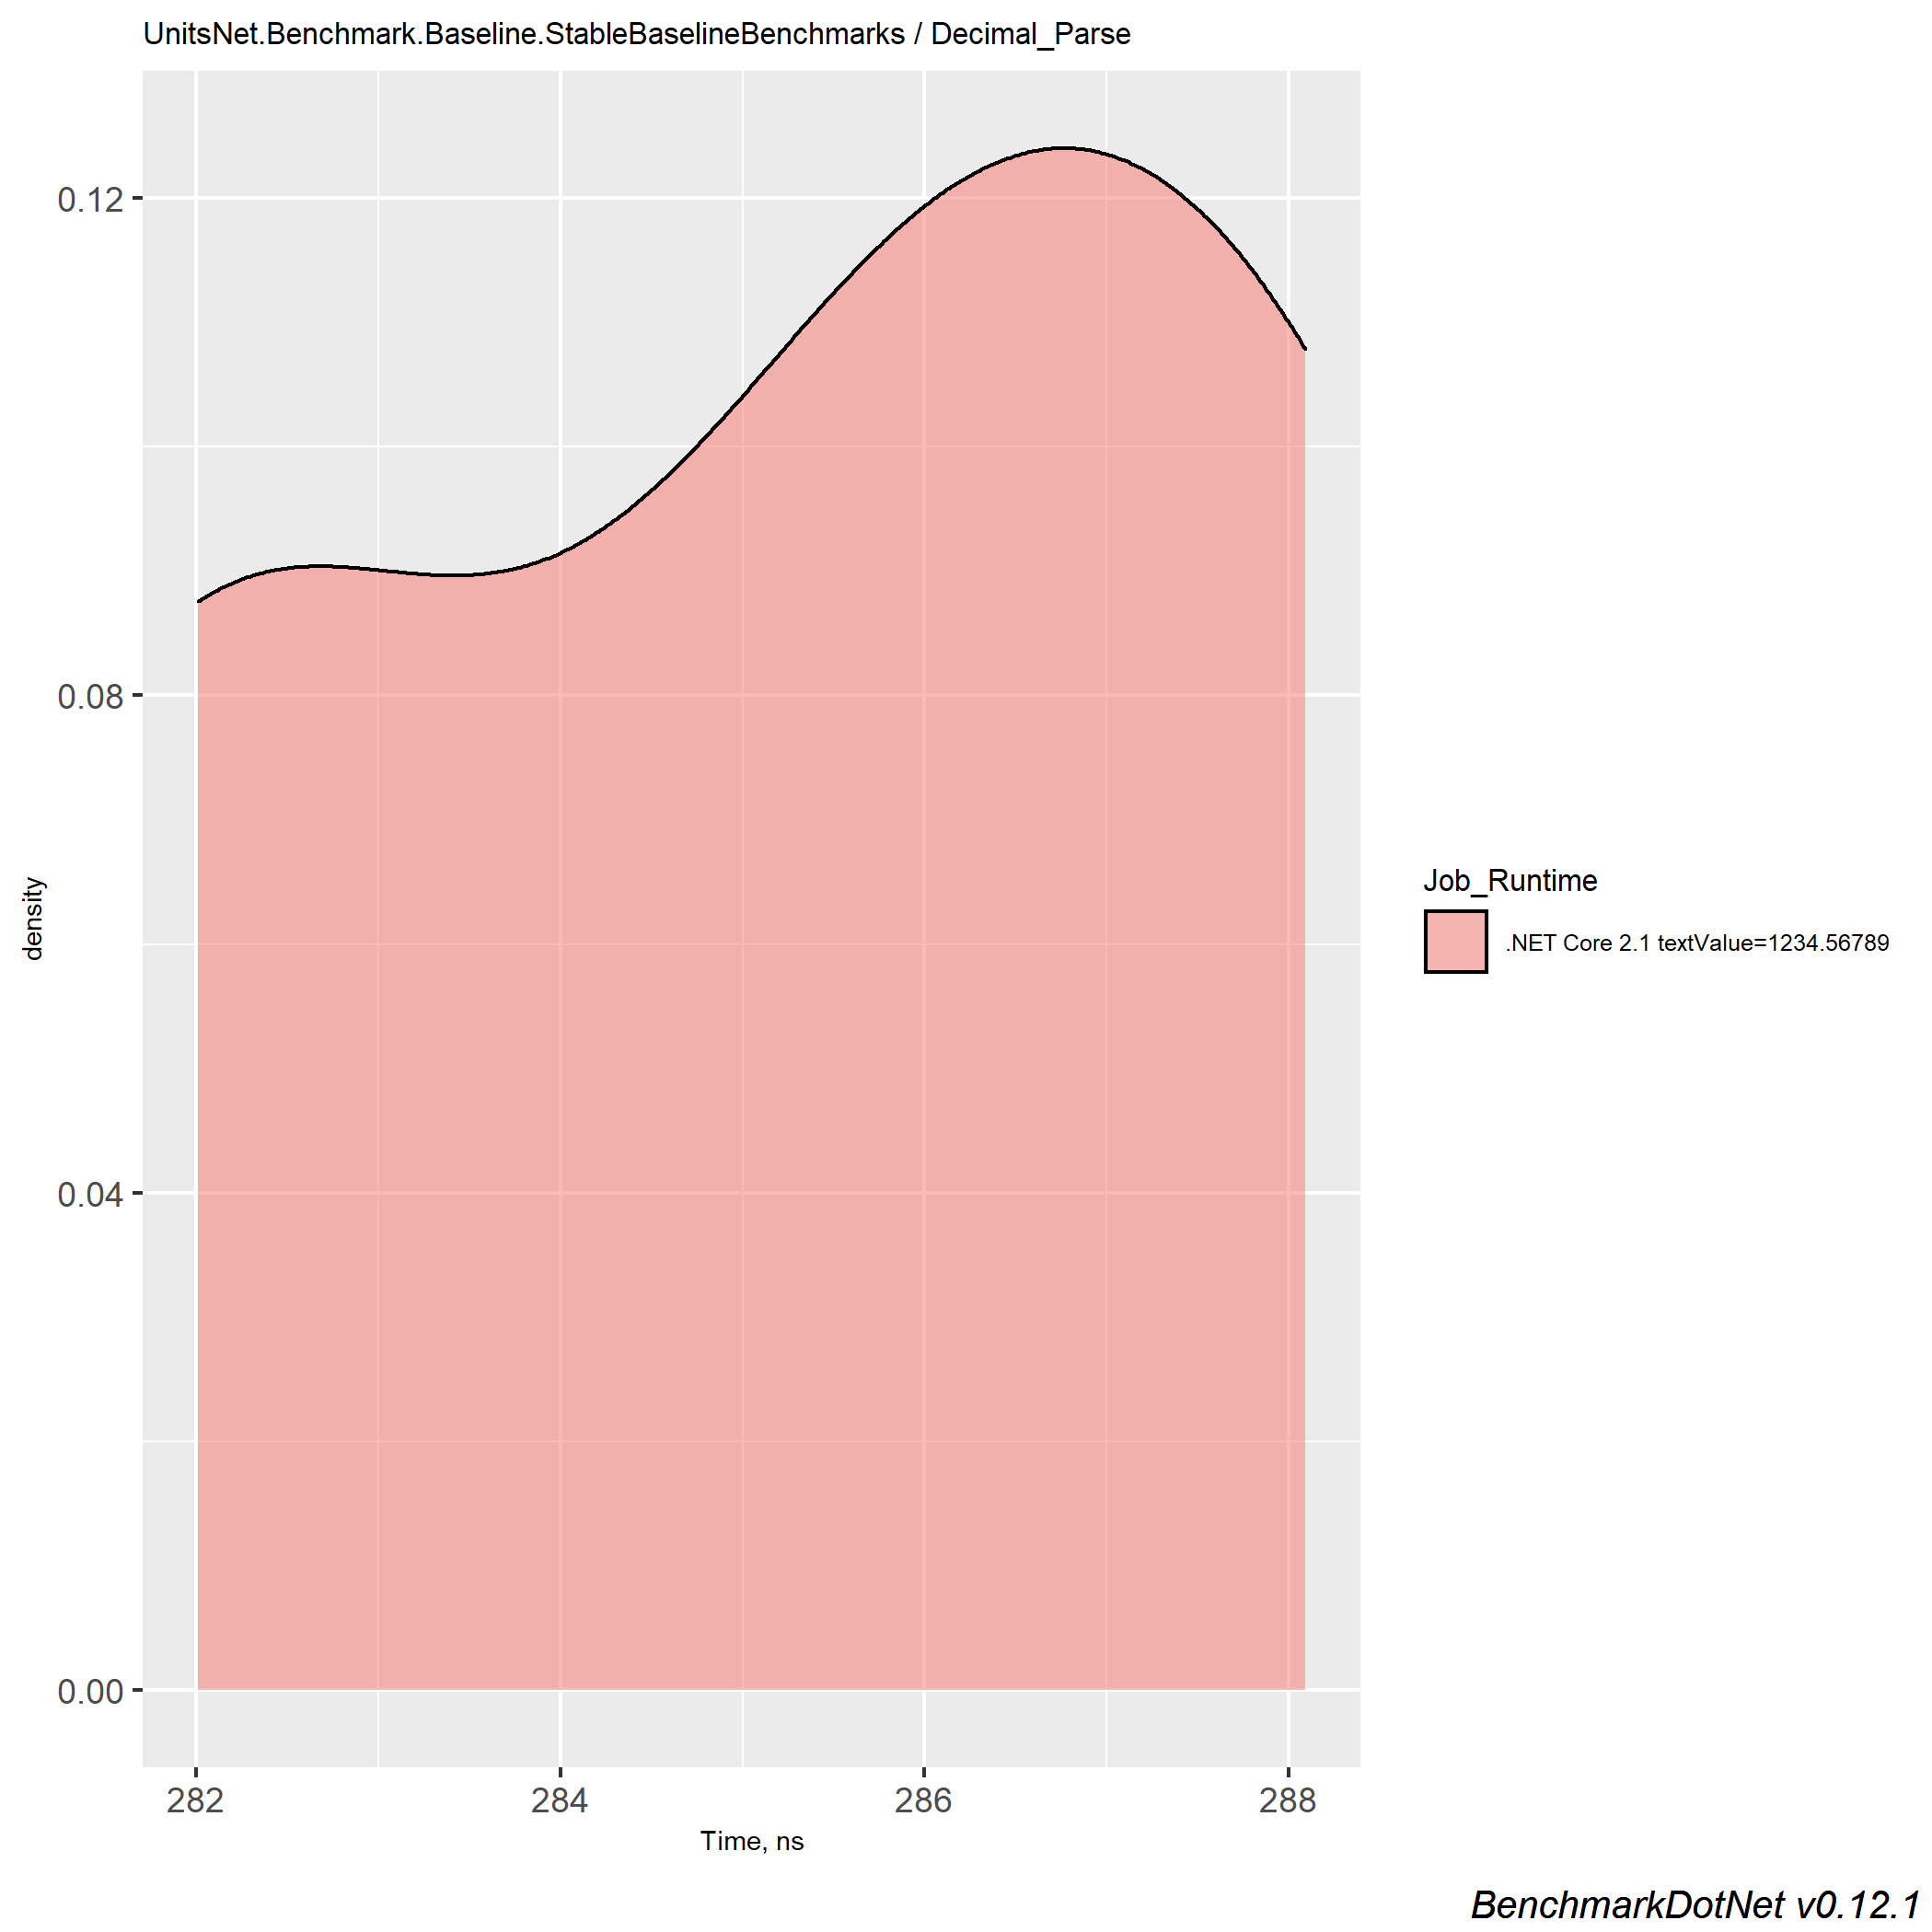 UnitsNet.Benchmark.Baseline.StableBaselineBenchmarks / Decimal_Parse
0.12
0.08
0.04
0.00
density
282 284 286 288
Time, ns
Job_Runtime
.NET Core 2.1 textValue=1234.56789
BenchmarkDotNet v0.12.1